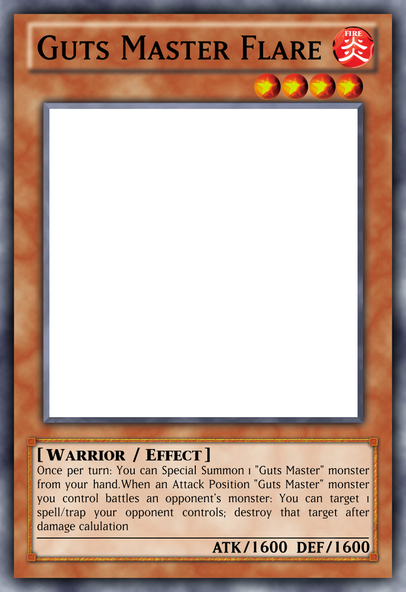 Guts Master Flare
FIRE
炎
[ Warrior / Effect ]
Once per turn: You can Special Summon 1 "Guts Master" monster
from your hand.When an Attack Position "Guts Master" monster
you control battles an opponent's monster: You can target 1
spell/trap your opponent controls; destroy that target after
damage calulation
ATK/1600 DEF/1600